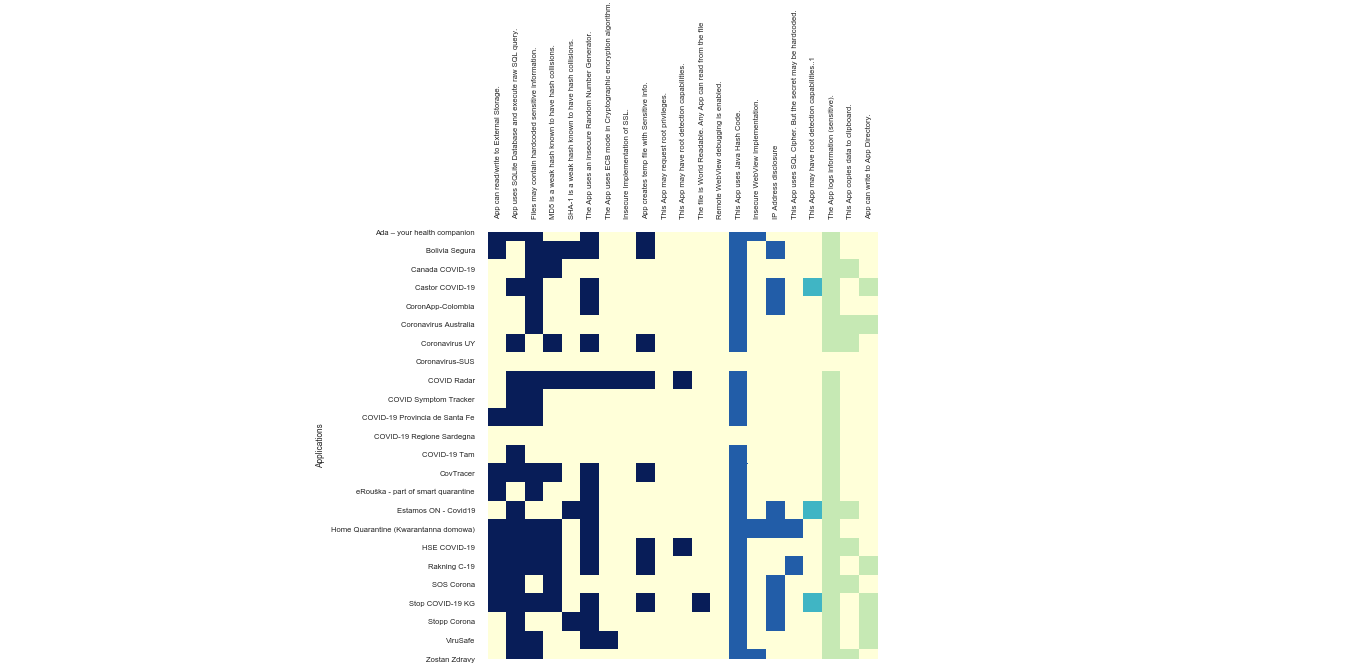 App can read/write to External Storage.
App uses SQLite Database and execute raw SQL query.
Files may contain hardcoded sensitive information.
MD5 is a weak hash known to have hash collisions.
SHA-1 is a weak hash known to have hash collisions.
The App uses an insecure Random Number Generator.
The App uses ECB mode in Cryptographic encryption algorithm.
Insecure Implementation of SSL.
App creates temp file with Sensitive info.
This App may request root privileges.
This App may have root detection capabilities.
The file is World Readable. Any App can read from the file
Remote WebView debugging is enabled.
This App uses Java Hash Code.
Insecure WebView Implementation.
IP Address disclosure
This App uses SQL Cipher. But the secret may be hardcoded.
This App may have root detection capabilities..1
The App logs information (sensitive).
This App copies data to clipboard.
App can write to App Directory.
Applications
Ada – your health companion
Bolivia Segura
Canada COVID-19
Castor COVID-19
CoronApp-Colombia
Coronavirus Australia
Coronavirus UY
Coronavirus-SUS
COVID Radar
COVID Symptom Tracker
COVID-19 Provincia de Santa Fe
COVID-19 Regione Sardegna
COVID-19 Tam
CovTracer
eRouška - part of smart quarantine
Estamos ON - Covid19
Home Quarantine (Kwarantanna domowa)
HSE COVID-19
Rakning C-19
SOS Corona
Stop COVID-19 KG
Stopp Corona
ViruSafe
Zostan Zdravy